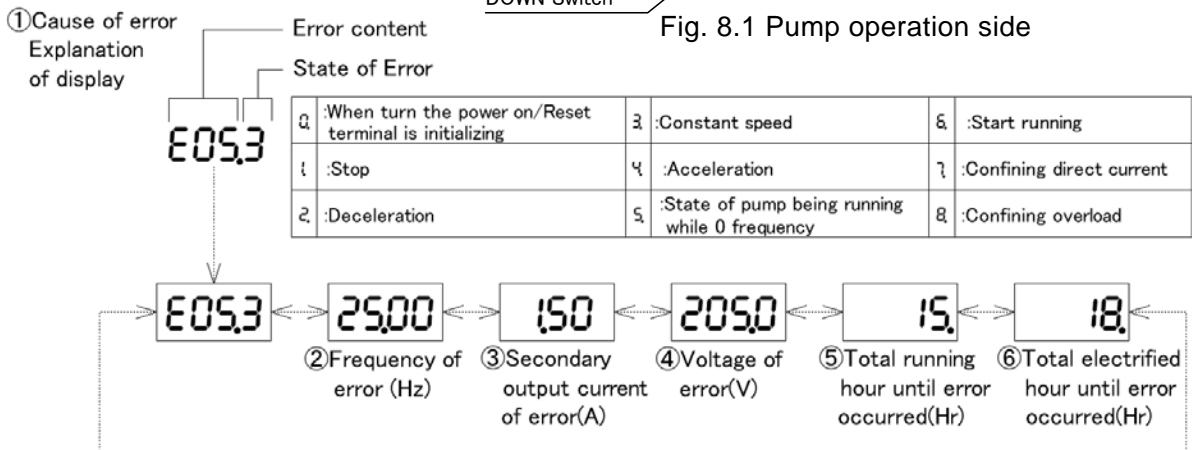 DOWN Switch
Fig. 8.1 Pump operation side
①Cause of error
Explanation
of display
Error content
State of Error
E05.3
0. :When turn the power on/Reset
terminal is initializing
3. :Constant speed
6. :Start running
1. :Stop
4. :Acceleration
7. :Confining direct current
2. :Deceleration
5. :State of pump being running
while 0 frequency
8. :Confining overload
E05.3
25.00
1.50
205.0
15.
18.
②Frequency of
error (Hz)
③Secondary
output current
of error(A)
④Voltage of
error(V)
⑤Total running
hour until error
occurred(Hr)
⑥Total electrified
hour until error
occurred(Hr)